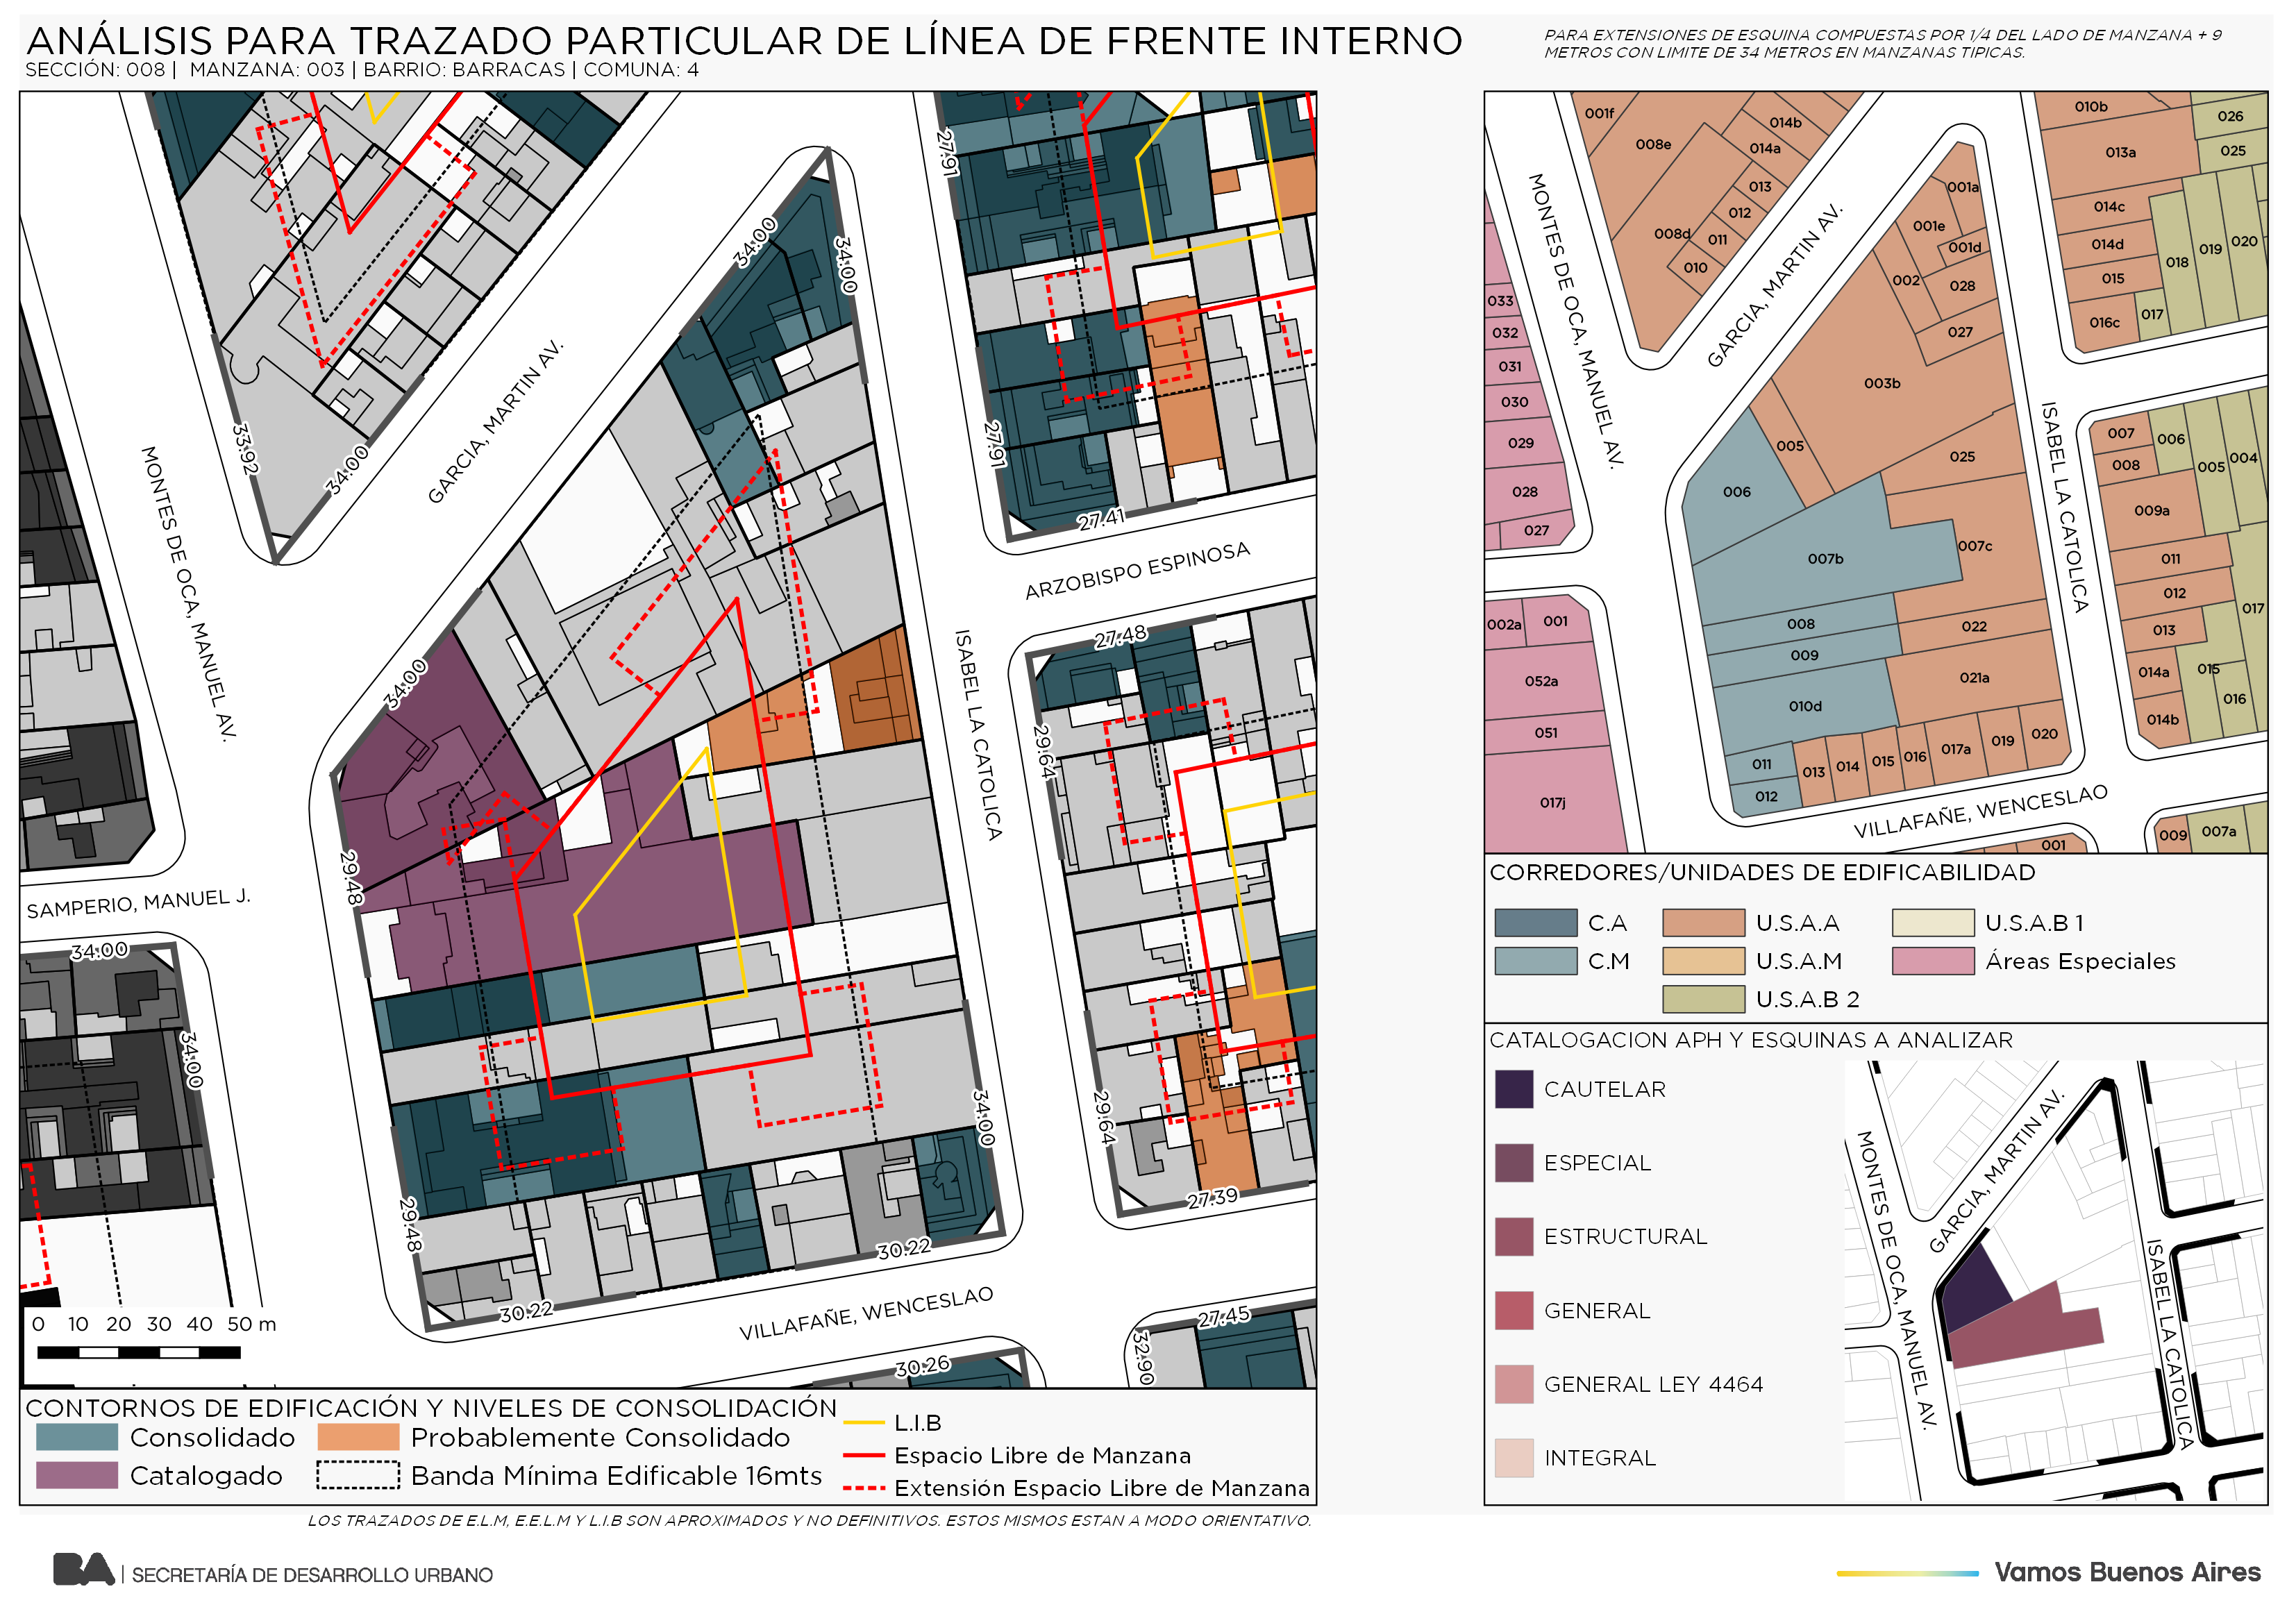 ANÁLISIS PARA TRAZADO PARTICULAR DE LÍNEA DE FRENTE INTERNO
SECCIÓN: 008 | MANZANA: 003 | BARRIO: BARRACAS | COMUNA: 4
PARA EXTENSIONES DE ESQUINA COMPUESTAS POR 1/4 DEL LADO DE MANZANA + 9
METROS CON LIMITE DE 34 METROS EN MANZANAS TIPICAS.
27.91
34.00
34.00
33.92
34.00
GARCIA, MARTIN AV.
MONTES DE OCA, MANUEL AV.
27.91
27.41
ARZOBISPO ESPINOSA
27.48
ISABEL LA CATOLICA
34.00
29.64
29.48
SAMPERIO, MANUEL J.
34.00
34.00
34.00
29.64
29.48
27.39
30.22
30.22
VILLAFAÑE, WENCESLAO
27.45
32.90
30.26
0 10 20 30 40 50 m
CONTORNOS DE EDIFICACIÓN Y NIVELES DE CONSOLIDACIÓN
Consolidado
Probablemente Consolidado
Catalogado
Banda Mínima Edificable 16mts
L.I.B
Espacio Libre de Manzana
Extensión Espacio Libre de Manzana
LOS TRAZADOS DE E.L.M, E.E.L.M Y L.I.B SON APROXIMADOS Y NO DEFINITIVOS. ESTOS MISMOS ESTAN A MODO ORIENTATIVO.
001f
008e
014b
014a
013
012
011
008d
010
010b
026
013a
025
014c
014d
015
016c
017
018
019
020
MONTES DE OCA, MANUEL AV.
GARCIA, MARTIN AV.
ISABEL LA CATOLICA
001a
001e
001d
002
028
027
003b
005
025
006
007b
007c
008
022
009
021a
010d
011
012
013
014
015
016
017a
019
020
033
032
031
030
029
028
027
002a
001
052a
051
017j
007
006
008
005
004
009a
011
012
017
013
014a
015
016
014b
VILLAFAÑE, WENCESLAO
001
009
007a
CORREDORES/UNIDADES DE EDIFICABILIDAD
C.A
U.S.A.A
U.S.A.B 1
C.M
U.S.A.M
Áreas Especiales
U.S.A.B 2
CATALOGACION APH Y ESQUINAS A ANALIZAR
CAUTELAR
ESPECIAL
ESTRUCTURAL
GENERAL
GENERAL LEY 4464
INTEGRAL
MONTES DE OCA, MANUEL AV.
GARCIA, MARTIN AV.
ISABEL LA CATOLICA
BA | SECRETARÍA DE DESARROLLO URBANO
Vamos Buenos Aires